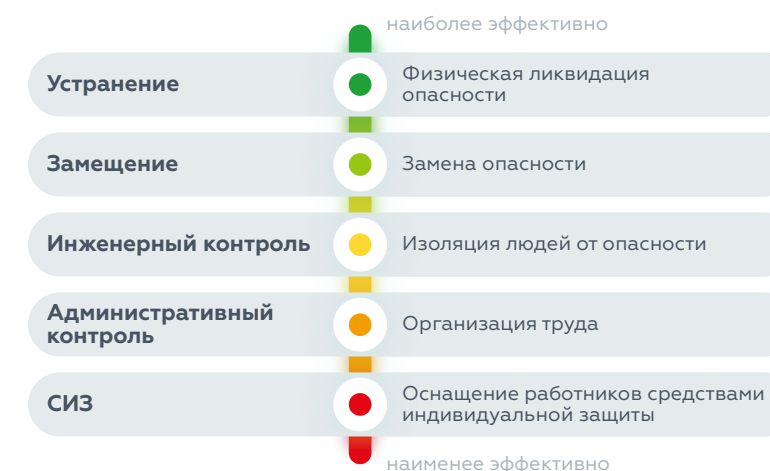 наиболее эффективно
Устранение
Физическая ликвидация
опасности
Замещение
Замена опасности
Инженерный контроль
Изоляция людей от опасности
Административный
контроль
Организация труда
СИЗ
Оснащение работников средствами
индивидуальной защиты
наименее эффективно